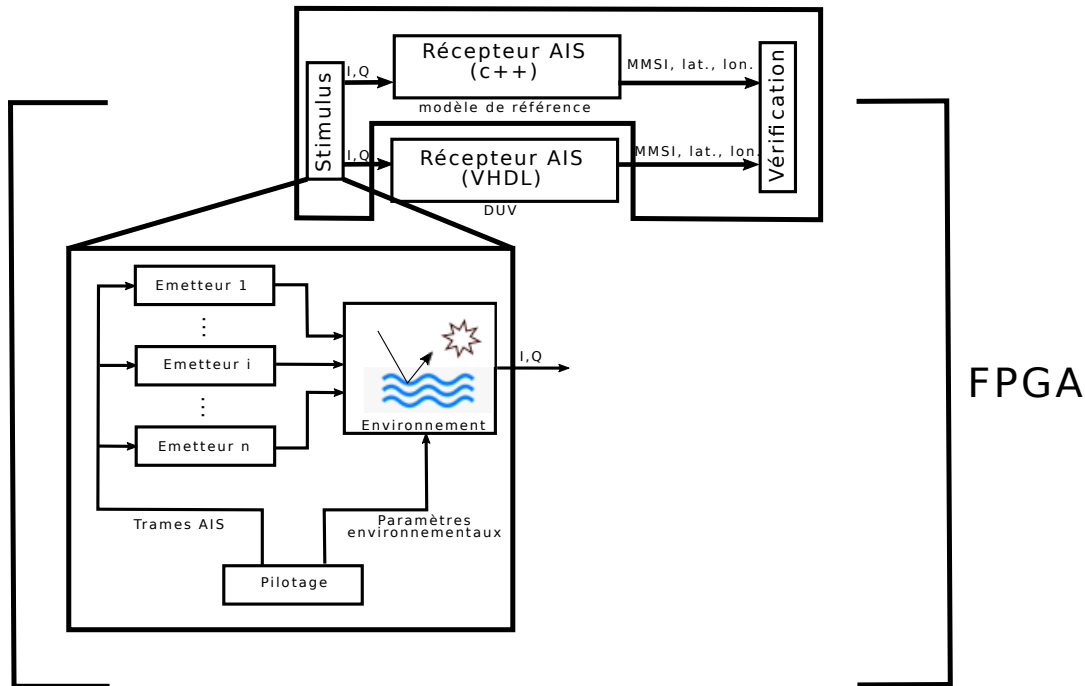 Récepteur AIS
(c++)
modèle de référence
I,Q
MMSI, lat., lon.
Stimulus
Vérification
I,Q
Récepteur AIS
(VHDL)
DUV
MMSI, lat., lon.
Emetteur 1
...
Emetteur i
...
Emetteur n
Environnement
I,Q
FPGA
Trames AIS
Paramètres
environnementaux
Pilotage